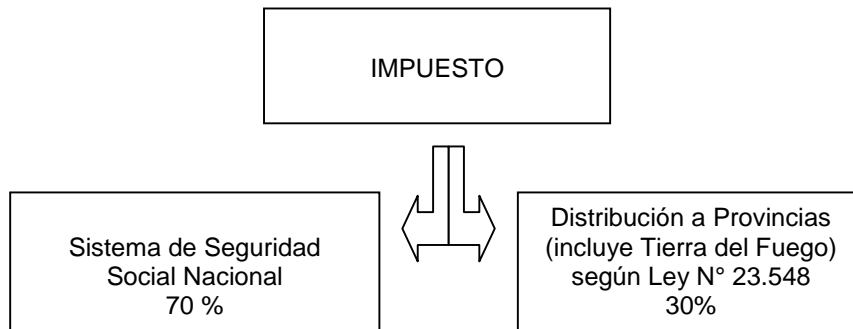 IMPUESTO
Sistema de Seguridad
Social Nacional
70 %
Distribución a Provincias
(incluye Tierra del Fuego)
según Ley N° 23.548
30%